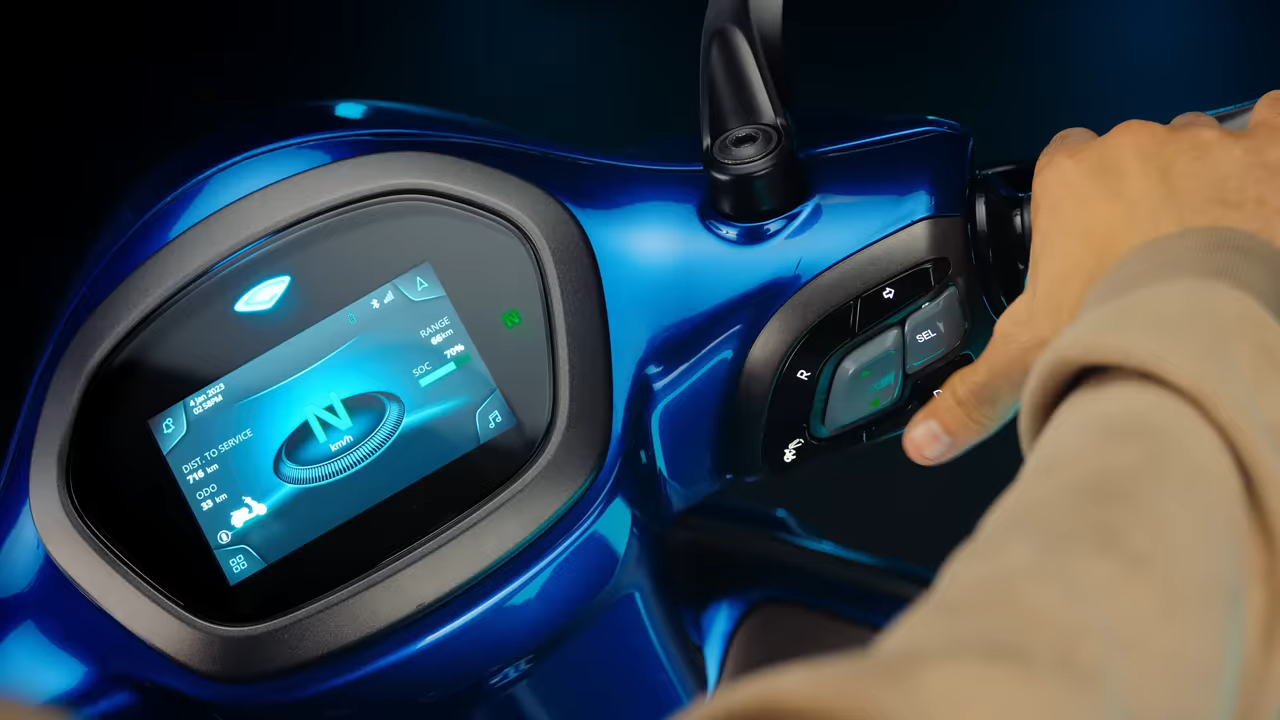 4 Jan 2023
02:58PM
RANGE
66km
SOC
70%
N
km/h
DIST. TO SERVICE
716 km
ODO
33 km
N
R
SEL